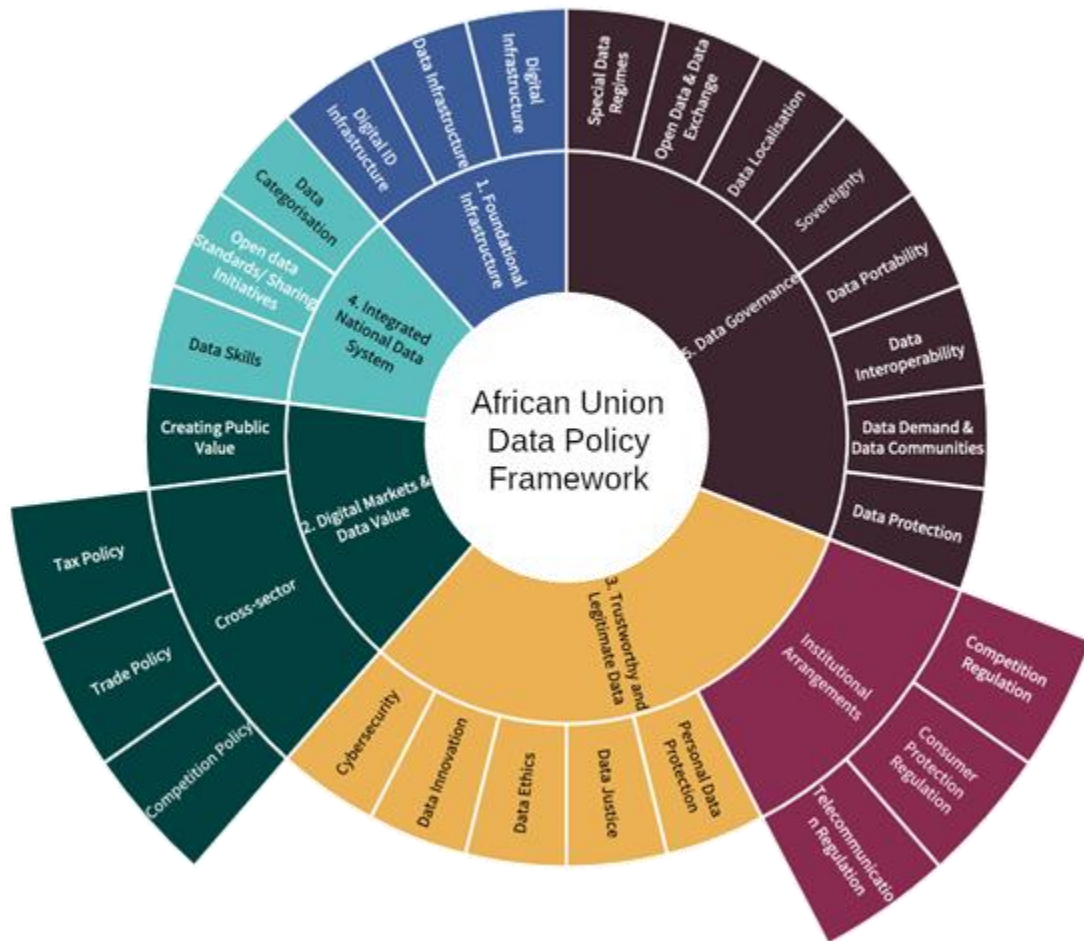 African Union
Data Policy
Framework
1. Foundational
Infrastructure
Digital ID
Infrastructure
Data Infrastructure
Digital
Infrastructure
5. Data Governance
Special Data
Regimes
Open Data & Data
Exchange
Data Localisation
Sovereignty
Data Portability
Data
Interoperability
Data Demand &
Data Communities
Data Protection
3. Trustworthy and
Legitimate Data
Institutional
Arrangements
Competition
Regulation
Consumer
Protection
Regulation
Telecommunicatio
n Regulation
Personal Data
Protection
Data Justice
Data Ethics
Data Innovation
Cybersecurity
2. Digital Markets &
Data Value
Cross-sector
Competition Policy
Trade Policy
Tax Policy
Creating Public
Value
4. Integrated
National Data
System
Data Skills
Open data
Standards/ Sharing
Initiatives
Data
Categorisation